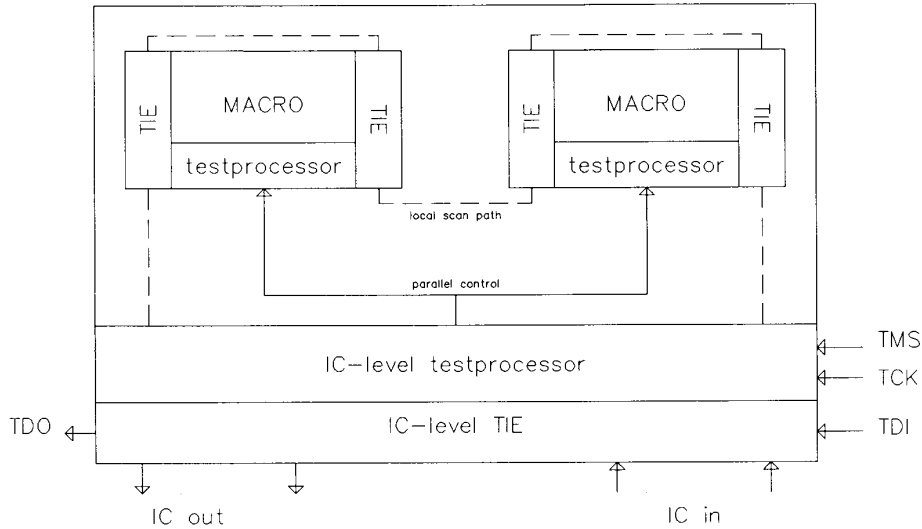 TIE
MACRO
testprocessor
TIE
TIE
MACRO
testprocessor
TIE
local scan path
parallel control
IC-level testprocessor
TMS
TCK
TDO
IC-level TIE
TDI
IC out
IC in